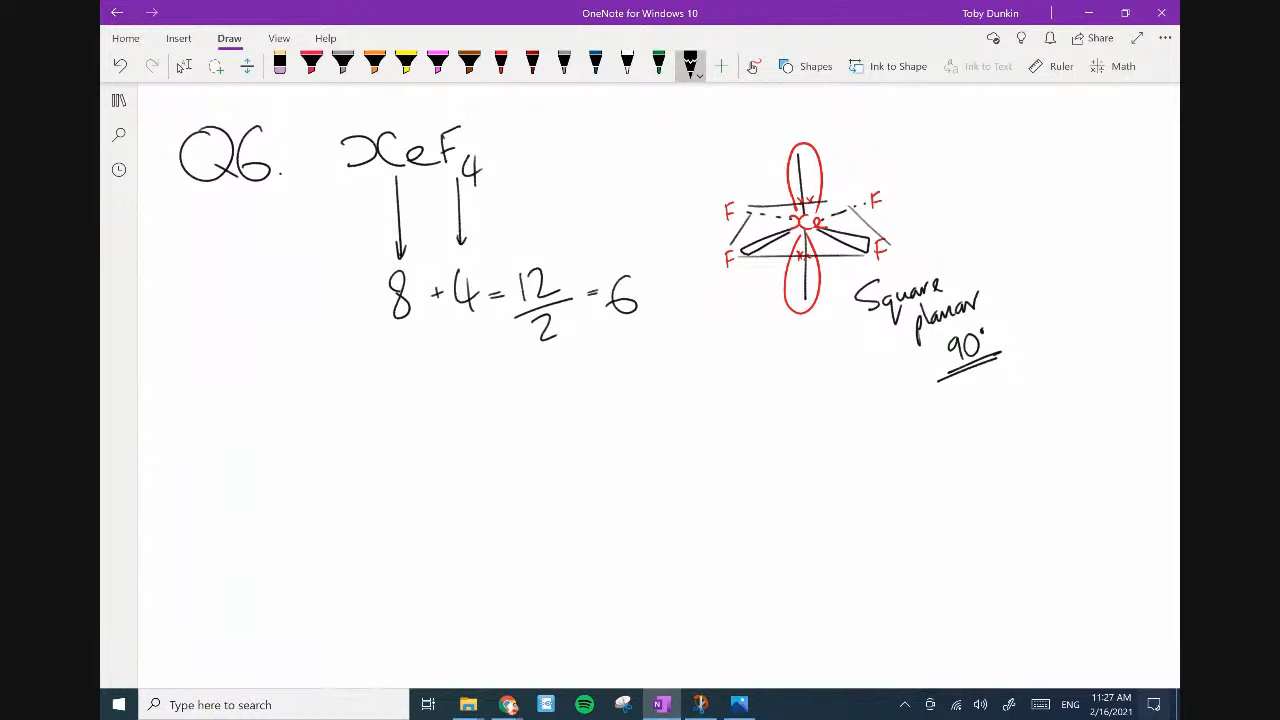 OneNote for Windows 10
Toby Dunkin
Home Insert Draw View Help
Share
Shapes Ink to Shape Ink to Text Ruler Math
Q6. XeF4
8 + 4 = 12/2 = 6
F F
Xe
F F
Square
planar
90°
Type here to search
ENG
11:27 AM
2/16/2021